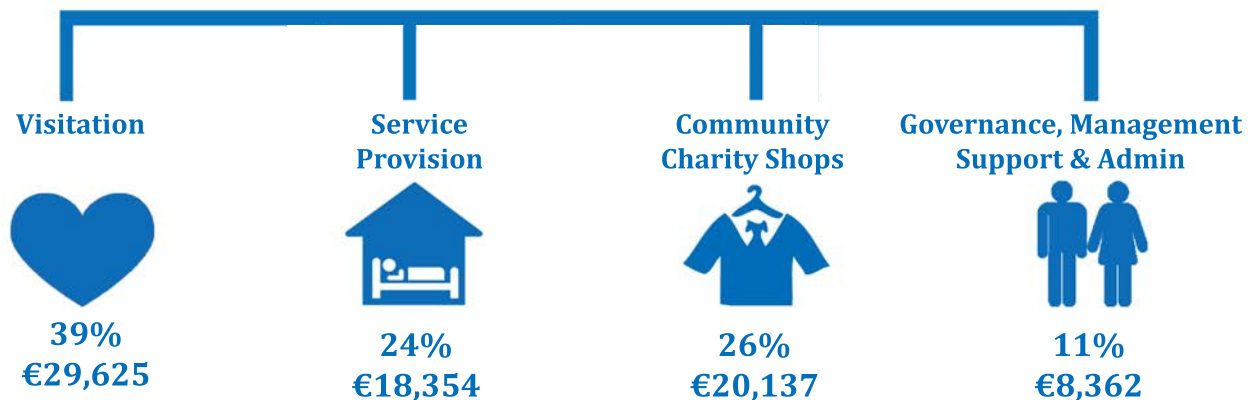 Visitation
39%
€29,625
Service
Provision
24%
€18,354
Community
Charity Shops
26%
€20,137
Governance, Management
Support & Admin
11%
€8,362